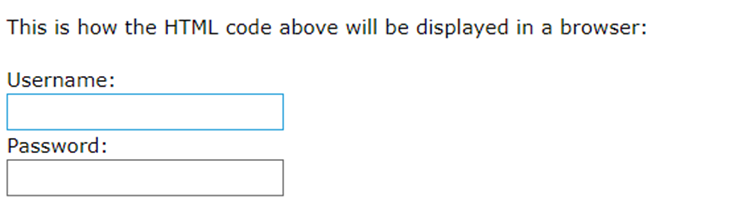 This is how the HTML code above will be displayed in a browser:
Username:
Password: